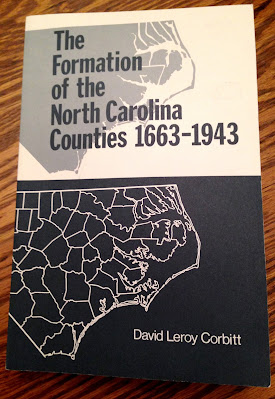 The
Formation
of the
North Carolina
Counties 1663-1943
David Leroy Corbitt